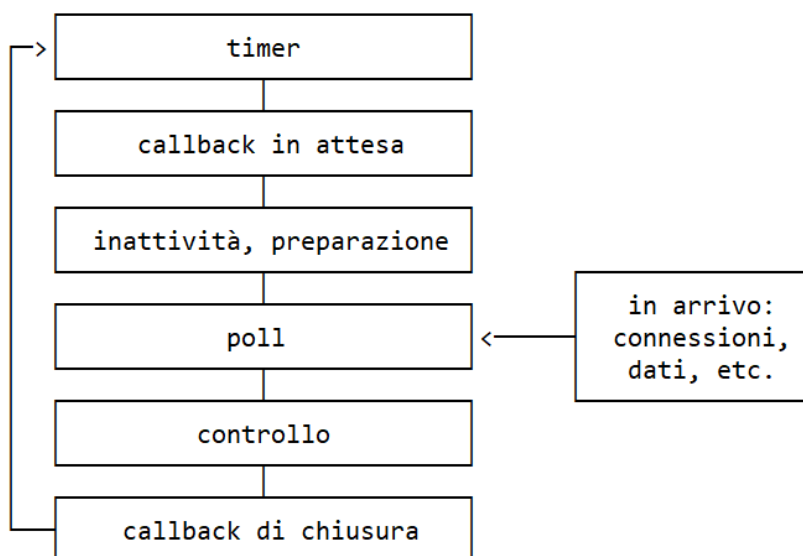 timer
callback in attesa
inattività, preparazione
poll
in arrivo:
connessioni,
dati, etc.
controllo
callback di chiusura